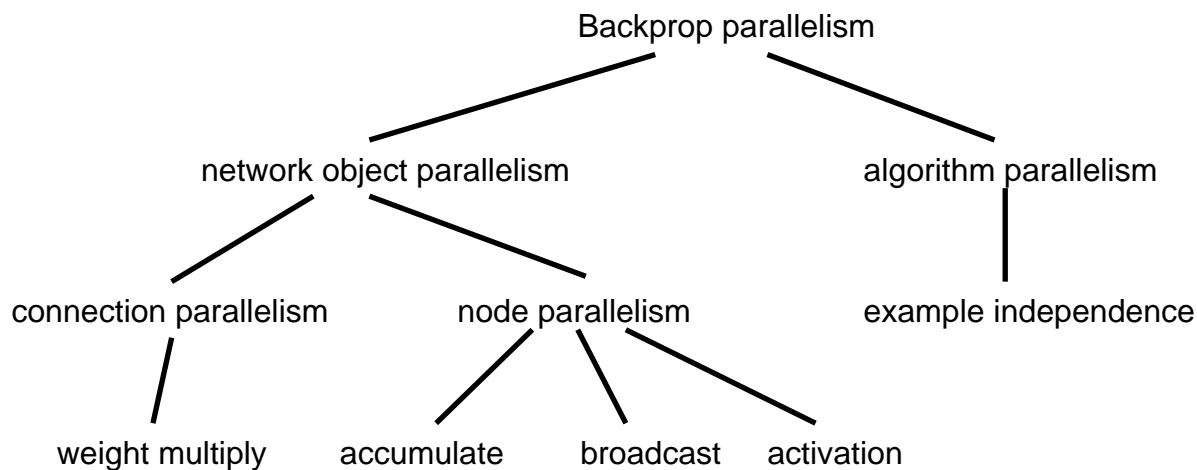 Backprop parallelism
network object parallelism
algorithm parallelism
connection parallelism
node parallelism
example independence
weight multiply
accumulate
broadcast
activation